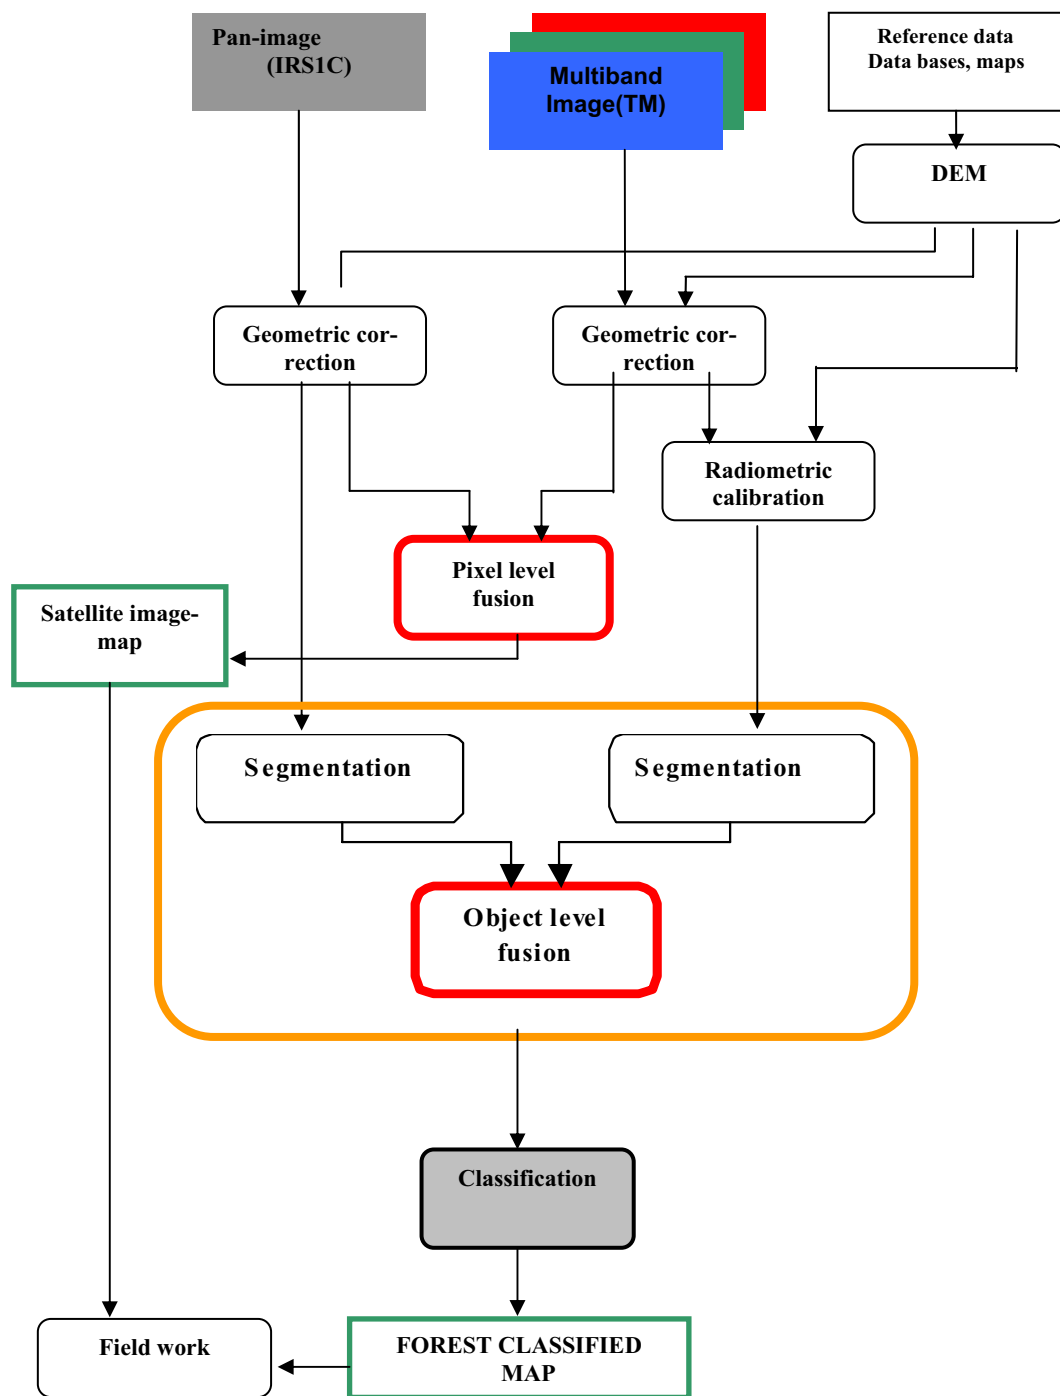 Pan-image
(IRS1C)
Multiband
Image(TM)
Reference data
Data bases, maps
DEM
Geometric cor-
rection
Geometric cor-
rection
Radiometric
calibration
Pixel level
fusion
Satellite image-
map
Segmentation
Segmentation
Object level
fusion
Classification
Field work
FOREST CLASSIFIED
MAP